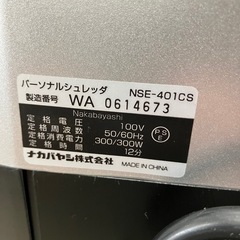 パーソナルシュレッダ NSE-401CS
製造番号 WA 0614673
Nakabayashi
定格電圧 100V
定格周波数 50/60Hz
定格消費電力 300/300W
定格時間 12分
ナカバヤシ株式会社 MADE IN CHINA
PSE